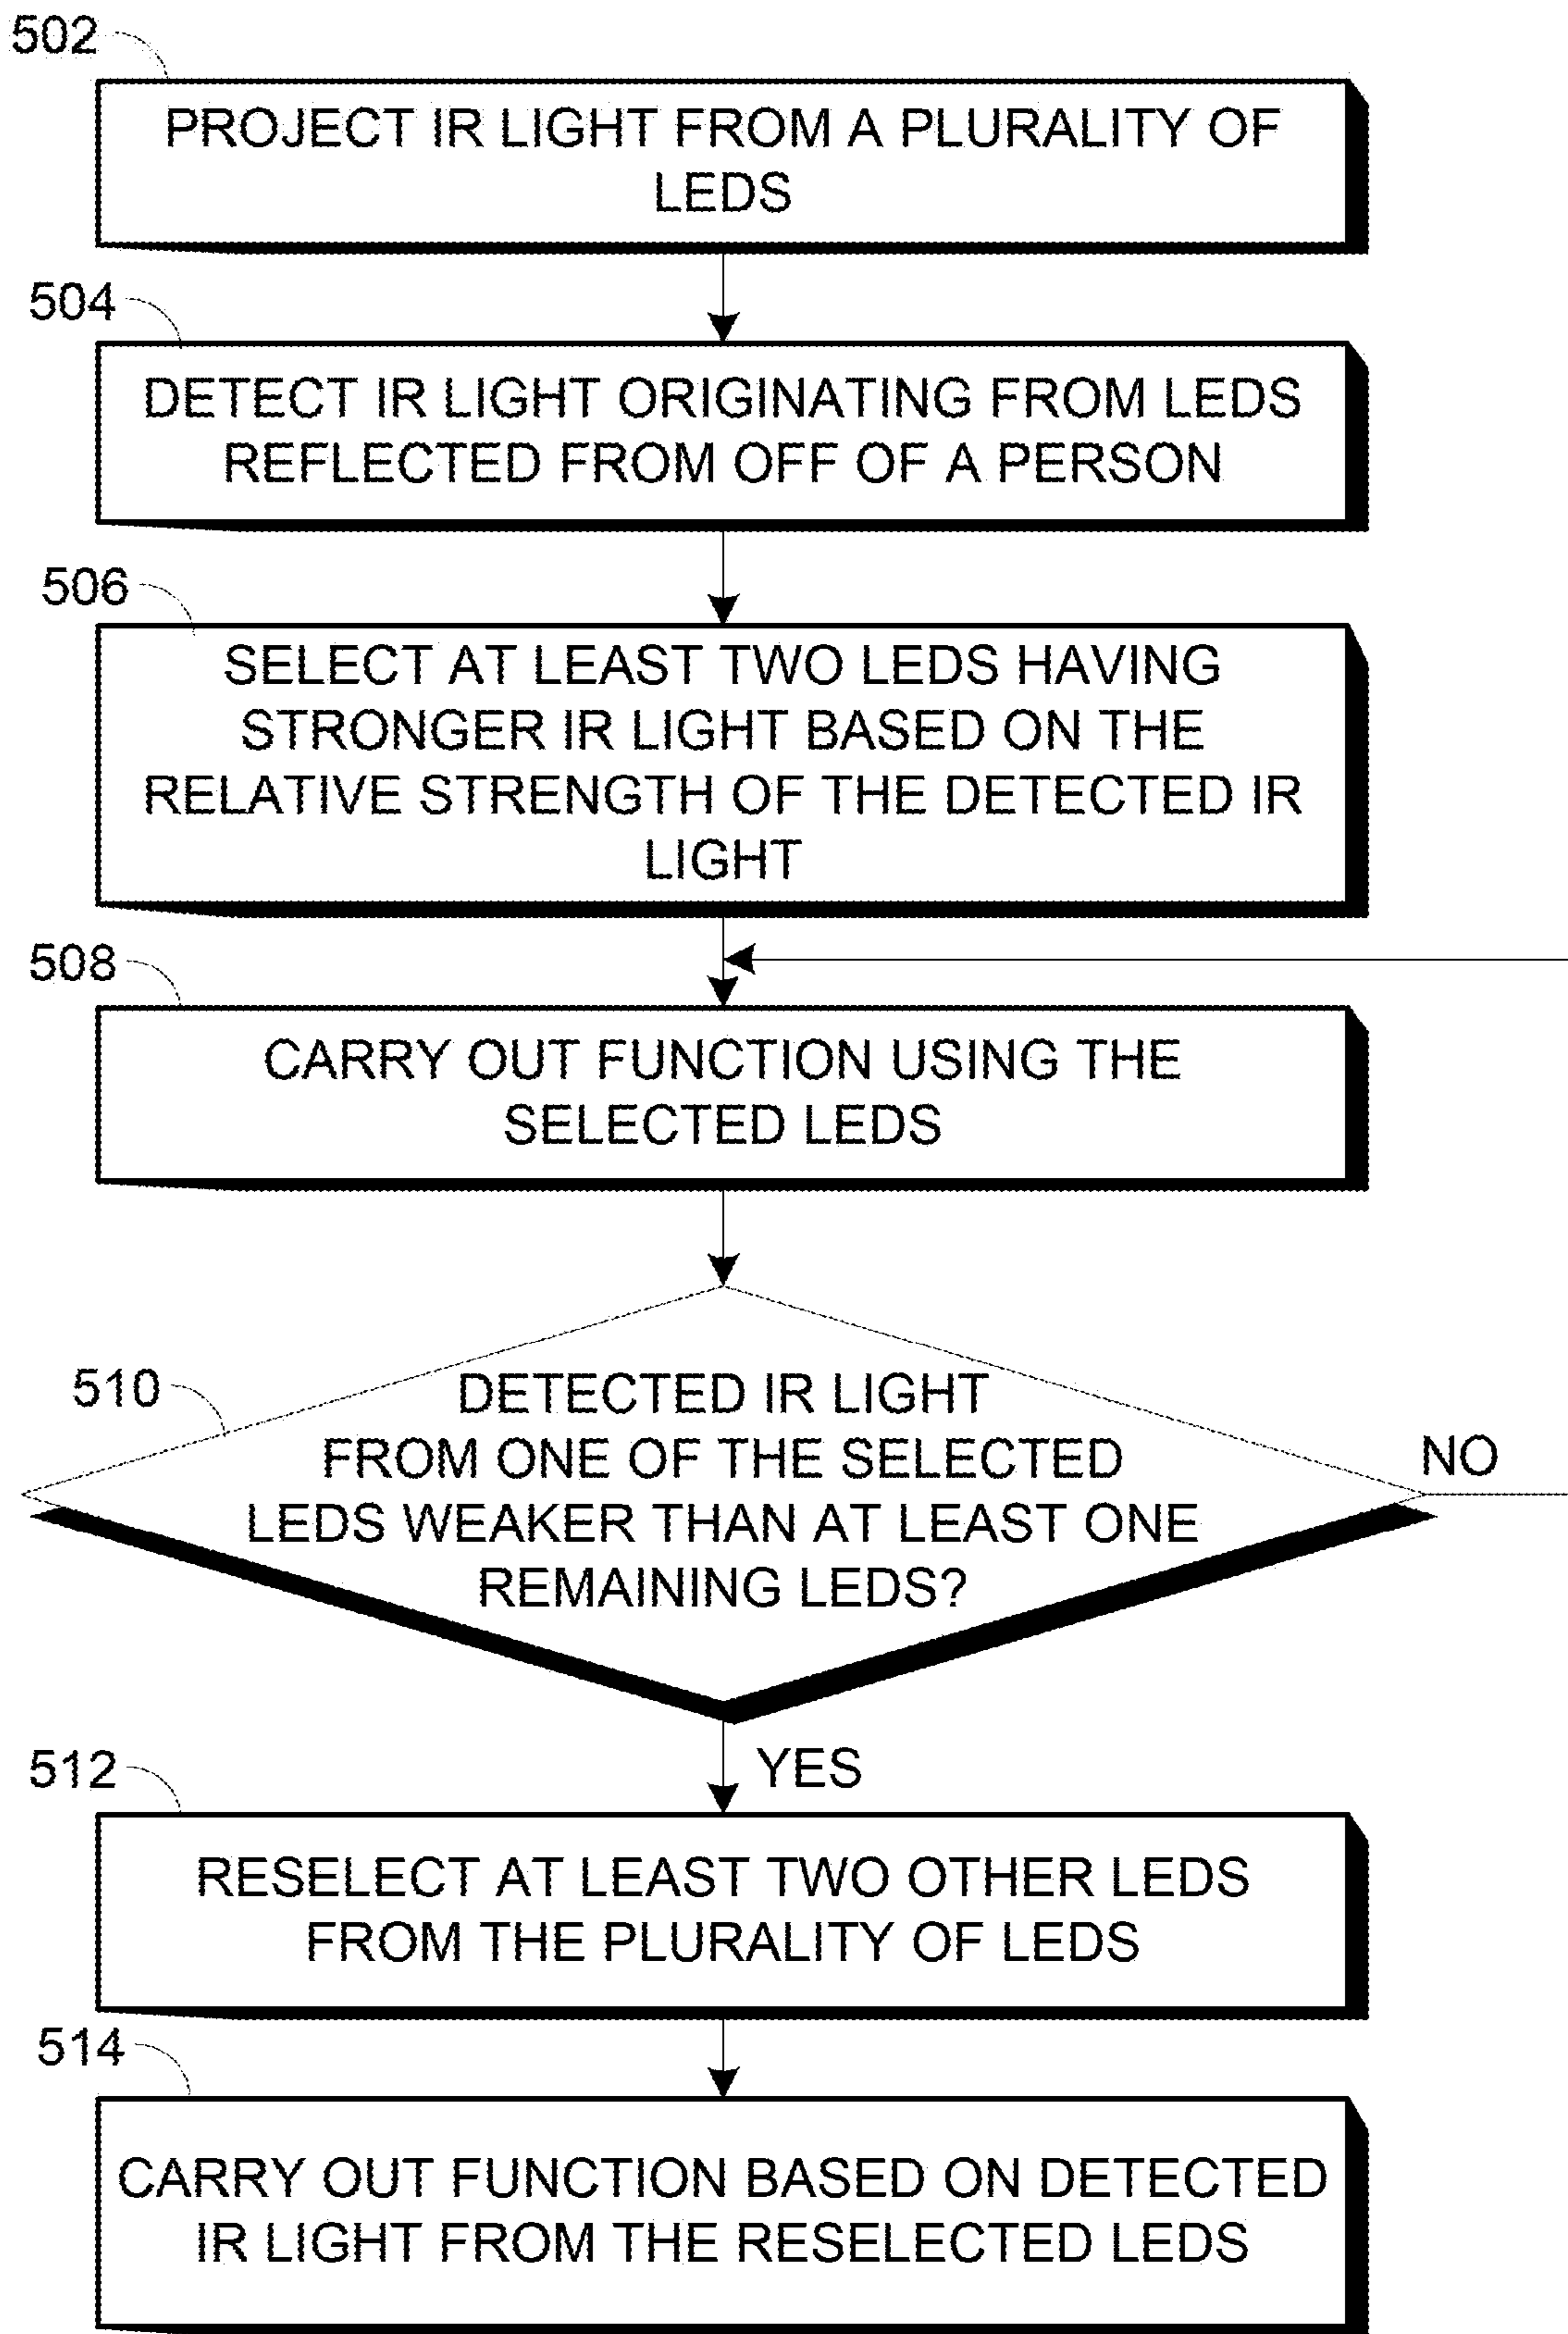 502
PROJECT IR LIGHT FROM A PLURALITY OF
LEDS
504
DETECT IR LIGHT ORIGINATING FROM LEDS
REFLECTED FROM OFF OF A PERSON
506
SELECT AT LEAST TWO LEDS HAVING
STRONGER IR LIGHT BASED ON THE
RELATIVE STRENGTH OF THE DETECTED IR
LIGHT
508
CARRY OUT FUNCTION USING THE
SELECTED LEDS
510
DETECTED IR LIGHT
FROM ONE OF THE SELECTED
LEDS WEAKER THAN AT LEAST ONE
REMAINING LEDS?
NO
YES
512
RESELECT AT LEAST TWO OTHER LEDS
FROM THE PLURALITY OF LEDS
514
CARRY OUT FUNCTION BASED ON DETECTED
IR LIGHT FROM THE RESELECTED LEDS